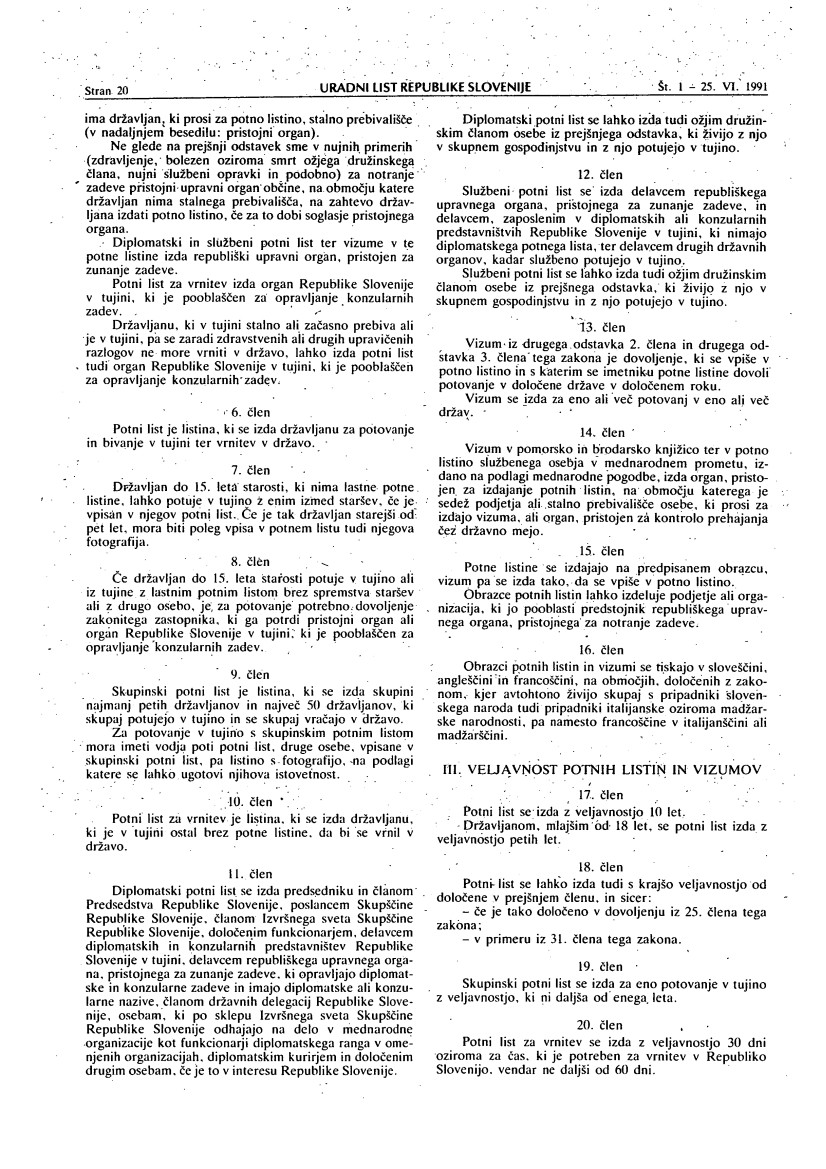 Stran 20
URADNI LIST REPUBLIKE SLOVENIJE
Št. 1 – 25. VI. 1991
ima državljan, ki prosi za potno listino, stalno prebivališče
(v nadaljnjem besedilu: pristojni organ).
Ne glede na prejšnji odstavek sme v nujnih primerih
(zdravljenje, bolezen oziroma smrt ožjega družinskega
člana, nujni službeni opravki in podobno) za notranje
zadeve pristojni upravni organ občine, na območju katere
državljan nima stalnega prebivališča, na zahtevo držav-
ljana izdati potno listino, če za to dobi soglasje pristojnega
organa.
Diplomatski in službeni potni list ter vizume v te
potne listine izda republiški upravni organ, pristojen za
zunanje zadeve.
Potni list za vrnitev izda organ Republike Slovenije
v tujini, ki je pooblaščen za opravljanje konzularnih
zadev.
Državljanu, ki v tujini stalno ali začasno prebiva ali
je v tujini, pa se zaradi zdravstvenih ali drugih upravičenih
razlogov ne more vrniti v državo, lahko izda potni list
tudi organ Republike Slovenije v tujini, ki je pooblaščen
za opravljanje konzularnih zadev.
6. člen
Potni list je listina, ki se izda državljanu za potovanje
in bivanje v tujini ter vrnitev v državo.
7. člen
Državljan do 15. leta starosti, ki nima lastne potne
listine, lahko potuje v tujino z enim izmed staršev, če je
vpisan v njegov potni list. Če je tak državljan starejši od
pet let, mora biti poleg vpisa v potnem listu tudi njegova
fotografija.
8. člen
Če državljan do 15. leta starosti potuje v tujino ali
iz tujine z lastnim potnim listom brez spremstva staršev
ali z drugo osebo, je za potovanje potrebno dovoljenje
zakonitega zastopnika, ki ga potrdi pristojni organ ali
organ Republike Slovenije v tujini, ki je pooblaščen za
opravljanje konzularnih zadev.
9. člen
Skupinski potni list je listina, ki se izda skupini
najmanj petih državljanov in največ 50 državljanov, ki
skupaj potujejo v tujino in se skupaj vračajo v državo.
Za potovanje v tujino s skupinskim potnim listom
mora imeti vodja poti potni list, druge osebe, vpisane v
skupinski potni list, pa listino s fotografijo, na podlagi
katere se lahko ugotovi njihova istovetnost.
10. člen
Potni list za vrnitev je listina, ki se izda državljanu,
ki je v tujini ostal brez potne listine, da bi se vrnil v
državo.
11. člen
Diplomatski potni list se izda predsedniku in članom
Predsedstva Republike Slovenije, poslancem Skupščine
Republike Slovenije, članom Izvršnega sveta Skupščine
Republike Slovenije, določenim funkcionarjem, delavcem
diplomatskih in konzularnih predstavništev Republike
Slovenije v tujini, delavcem republiškega upravnega orga-
na, pristojnega za zunanje zadeve, ki opravljajo diplomat-
ske in konzularne zadeve in imajo diplomatske ali konzu-
larne nazive, članom državnih delegacij Republike Slove-
nije, osebam, ki po sklepu Izvršnega sveta Skupščine
Republike Slovenije odhajajo na delo v mednarodne
organizacije kot funkcionarji diplomatskega ranga v ome-
njenih organizacijah, diplomatskim kurirjem in določenim
drugim osebam, če je to v interesu Republike Slovenije.
Diplomatski potni list se lahko izda tudi ožjim družin-
skim članom osebe iz prejšnjega odstavka, ki živijo z njo
v skupnem gospodinjstvu in z njo potujejo v tujino.
12. člen
Službeni potni list se izda delavcem republiškega
upravnega organa, pristojnega za zunanje zadeve, in
delavcem, zaposlenim v diplomatskih ali konzularnih
predstavništvih Republike Slovenije v tujini, ki nimajo
diplomatskega potnega lista, ter delavcem drugih državnih
organov, kadar službeno potujejo v tujino.
Službeni potni list se lahko izda tudi ožjim družinskim
članom osebe iz prejšnega odstavka, ki živijo z njo v
skupnem gospodinjstvu in z njo potujejo v tujino.
13. člen
Vizum iz drugega odstavka 2. člena in drugega od-
stavka 3. člena tega zakona je dovoljenje, ki se vpiše v
potno listino in s katerim se imetniku potne listine dovoli
potovanje v določene države v določenem roku.
Vizum se izda za eno ali več potovanj v eno ali več
držav.
14. člen
Vizum v pomorsko in brodarsko knjižico ter v potno
listino službenega osebja v mednarodnem prometu, iz-
dano na podlagi mednarodne pogodbe, izda organ, pristo-
jen za izdajanje potnih listin, na območju katerega je
sedež podjetja ali stalno prebivališče osebe, ki prosi za
izdajo vizuma, ali organ, pristojen za kontrolo prehajanja
čez državno mejo.
15. člen
Potne listine se izdajajo na predpisanem obrazcu,
vizum pa se izda tako, da se vpiše v potno listino.
Obrazce potnih listin lahko izdeluje podjetje ali orga-
nizacija, ki jo pooblasti predstojnik republiškega uprav-
nega organa, pristojnega za notranje zadeve.
16. člen
Obrazci potnih listin in vizumi se tiskajo v slovenščini,
angleščini in francoščini, na območjih, določenih z zako-
nom, kjer avtohtono živijo skupaj s pripadniki sloven-
skega naroda tudi pripadniki italijanske oziroma madžar-
ske narodnosti, pa namesto francoščine v italijanščini ali
madžarščini.
III. VELJAVNOST POTNIH LISTIN IN VIZUMOV
17. člen
Potni list se izda z veljavnostjo 10 let.
Državljanom, mlajšim od 18 let, se potni list izda z
veljavnostjo petih let.
18. člen
Potni list se lahko izda tudi s krajšo veljavnostjo od
določene v prejšnjem členu, in sicer:
– če je tako določeno v dovoljenju iz 25. člena tega
zakona;
– v primeru iz 31. člena tega zakona.
19. člen
Skupinski potni list se izda za eno potovanje v tujino
z veljavnostjo, ki ni daljša od enega leta.
20. člen
Potni list za vrnitev se izda z veljavnostjo 30 dni
oziroma za čas, ki je potreben za vrnitev v Republiko
Slovenijo, vendar ne daljši od 60 dni.